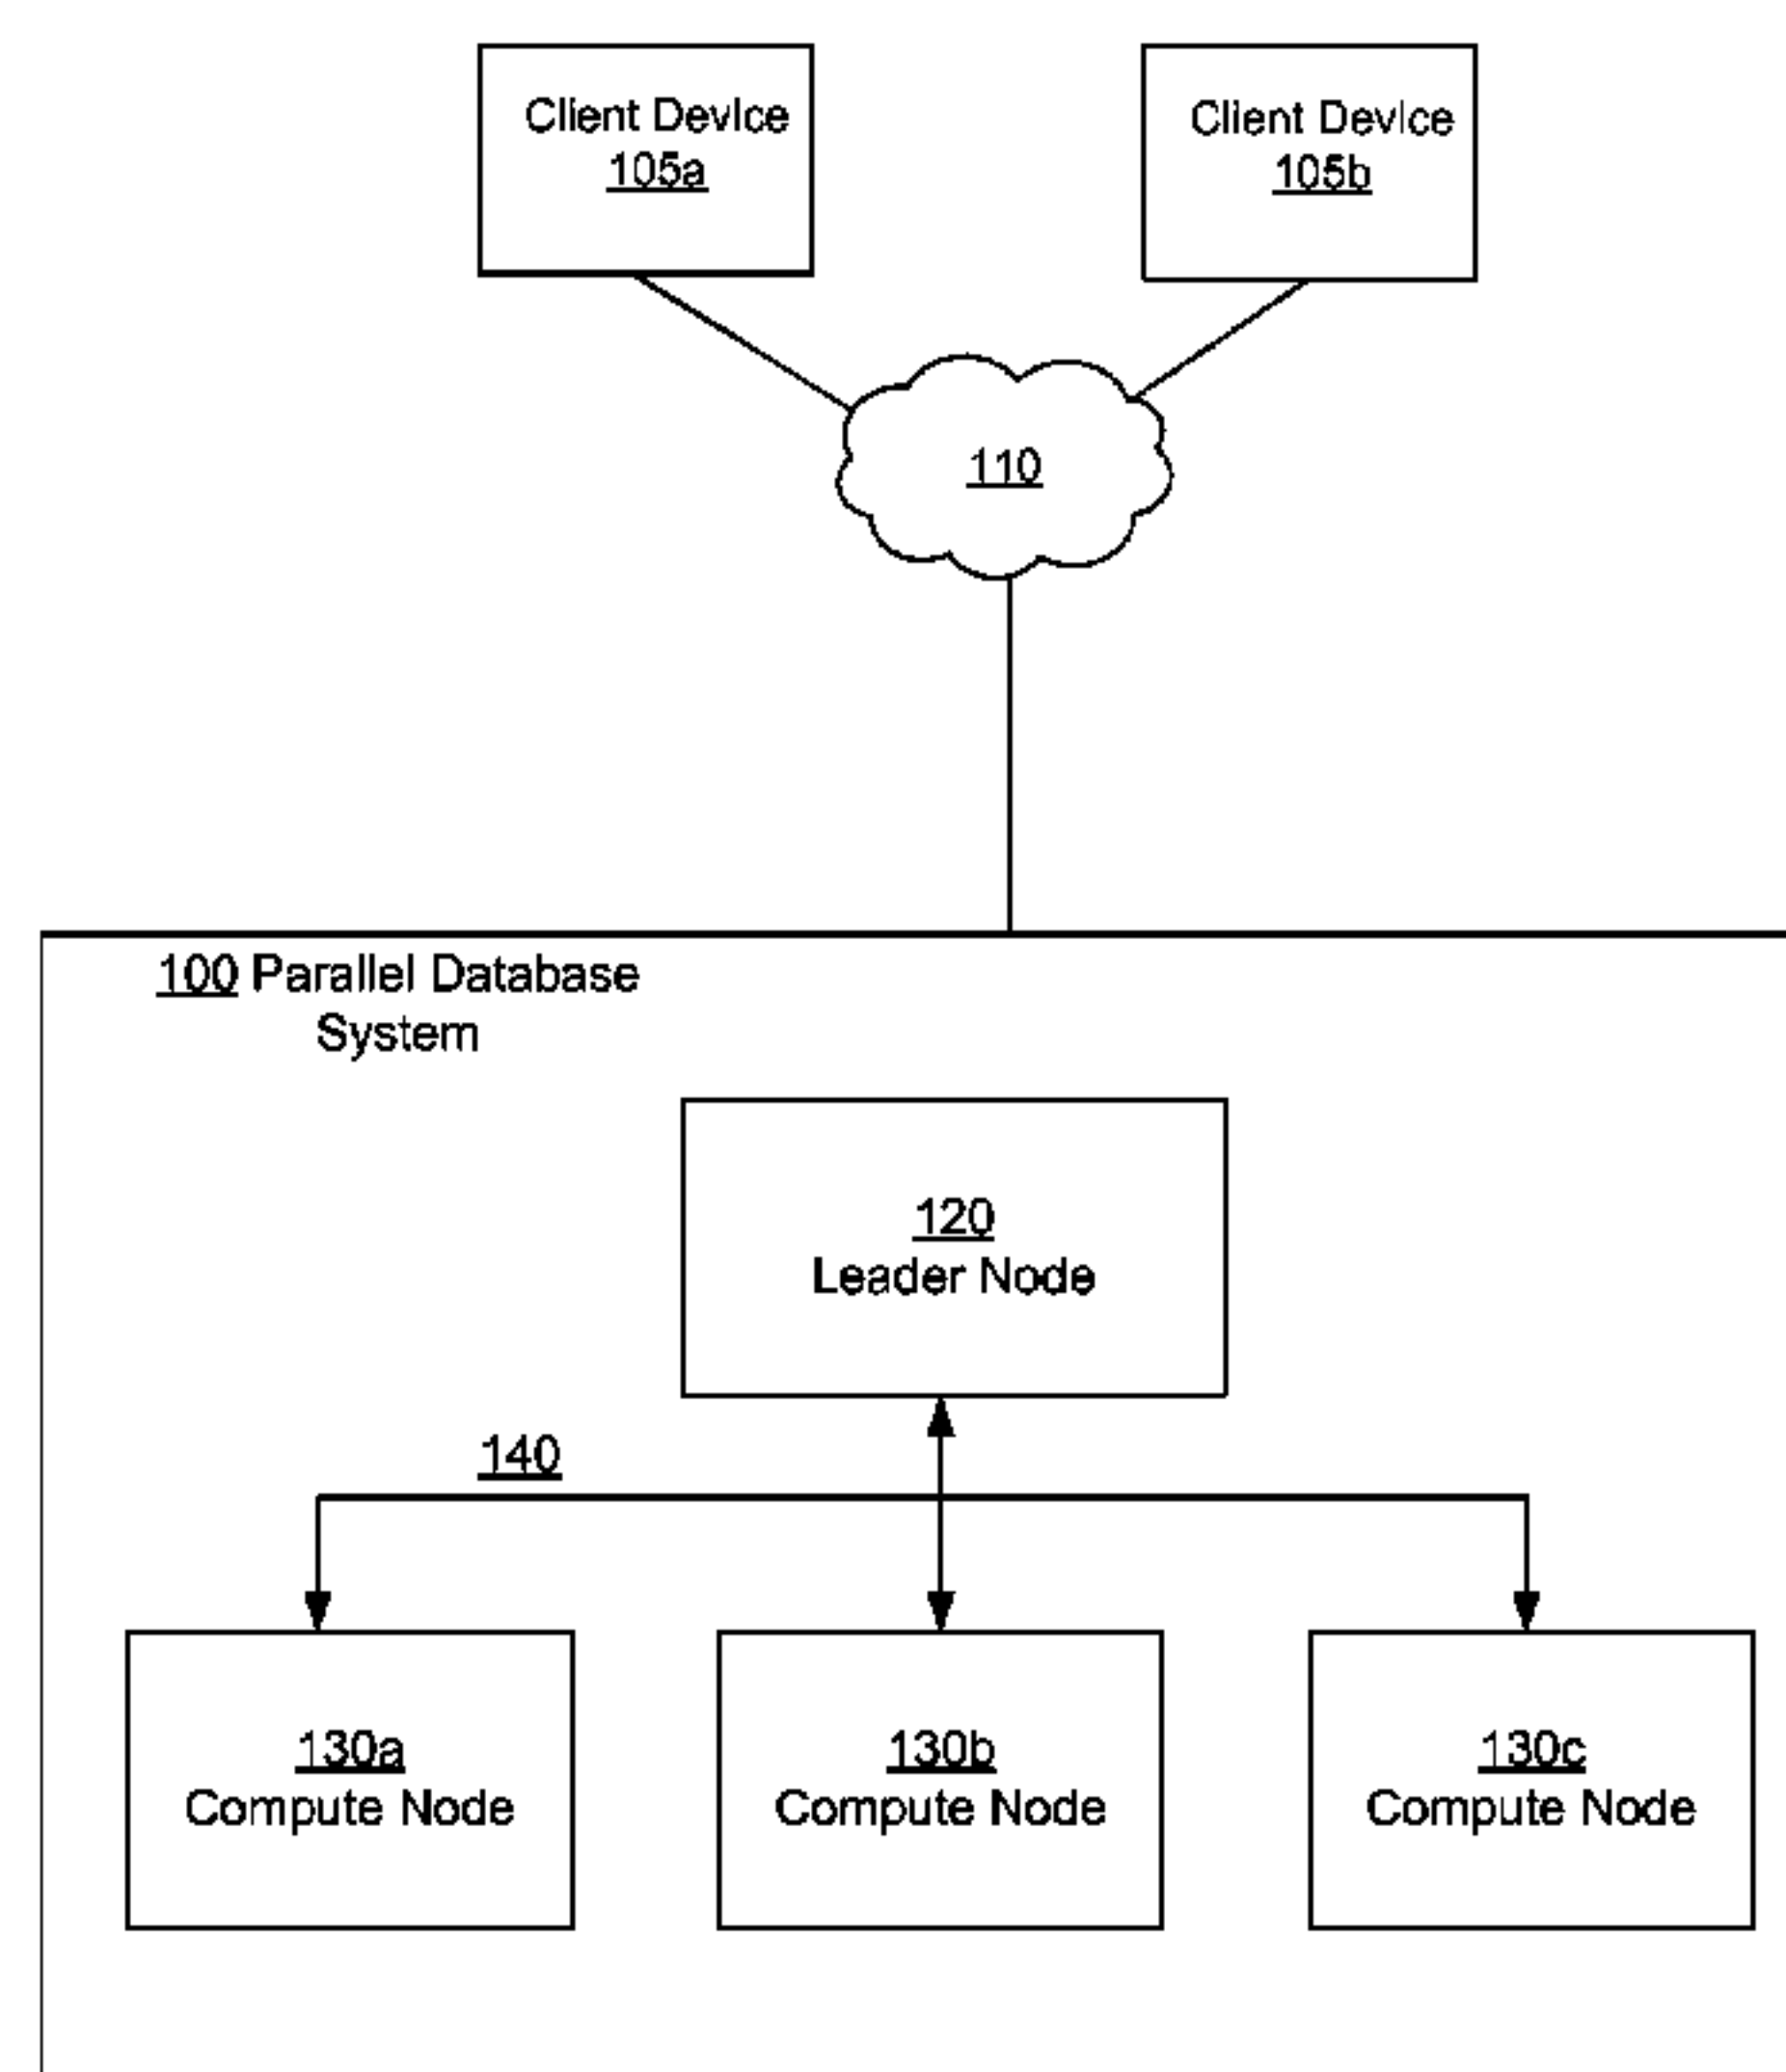 Client Device
105a
Client Device
105b
110
100 Parallel Database
System
120
Leader Node
140
130a
Compute Node
130b
Compute Node
130c
Compute Node